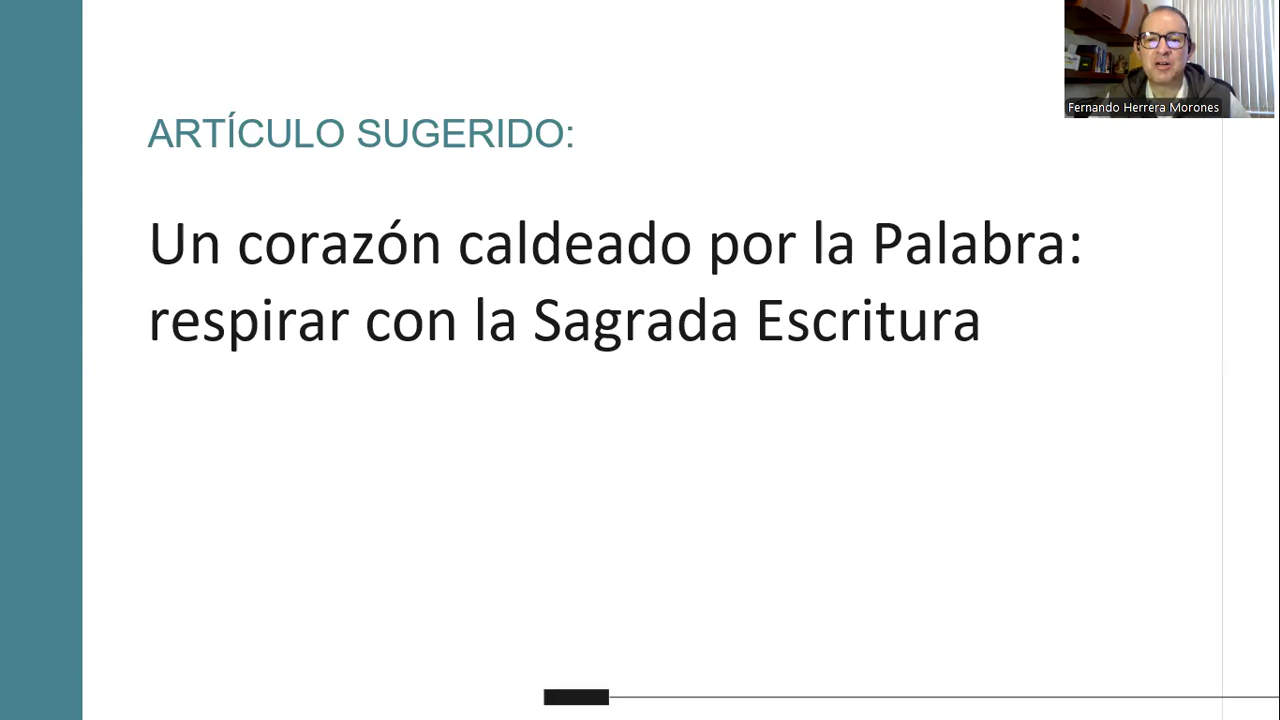 Fernando Herrera Morones
ARTÍCULO SUGERIDO:
Un corazón caldeado por la Palabra:
respirar con la Sagrada Escritura